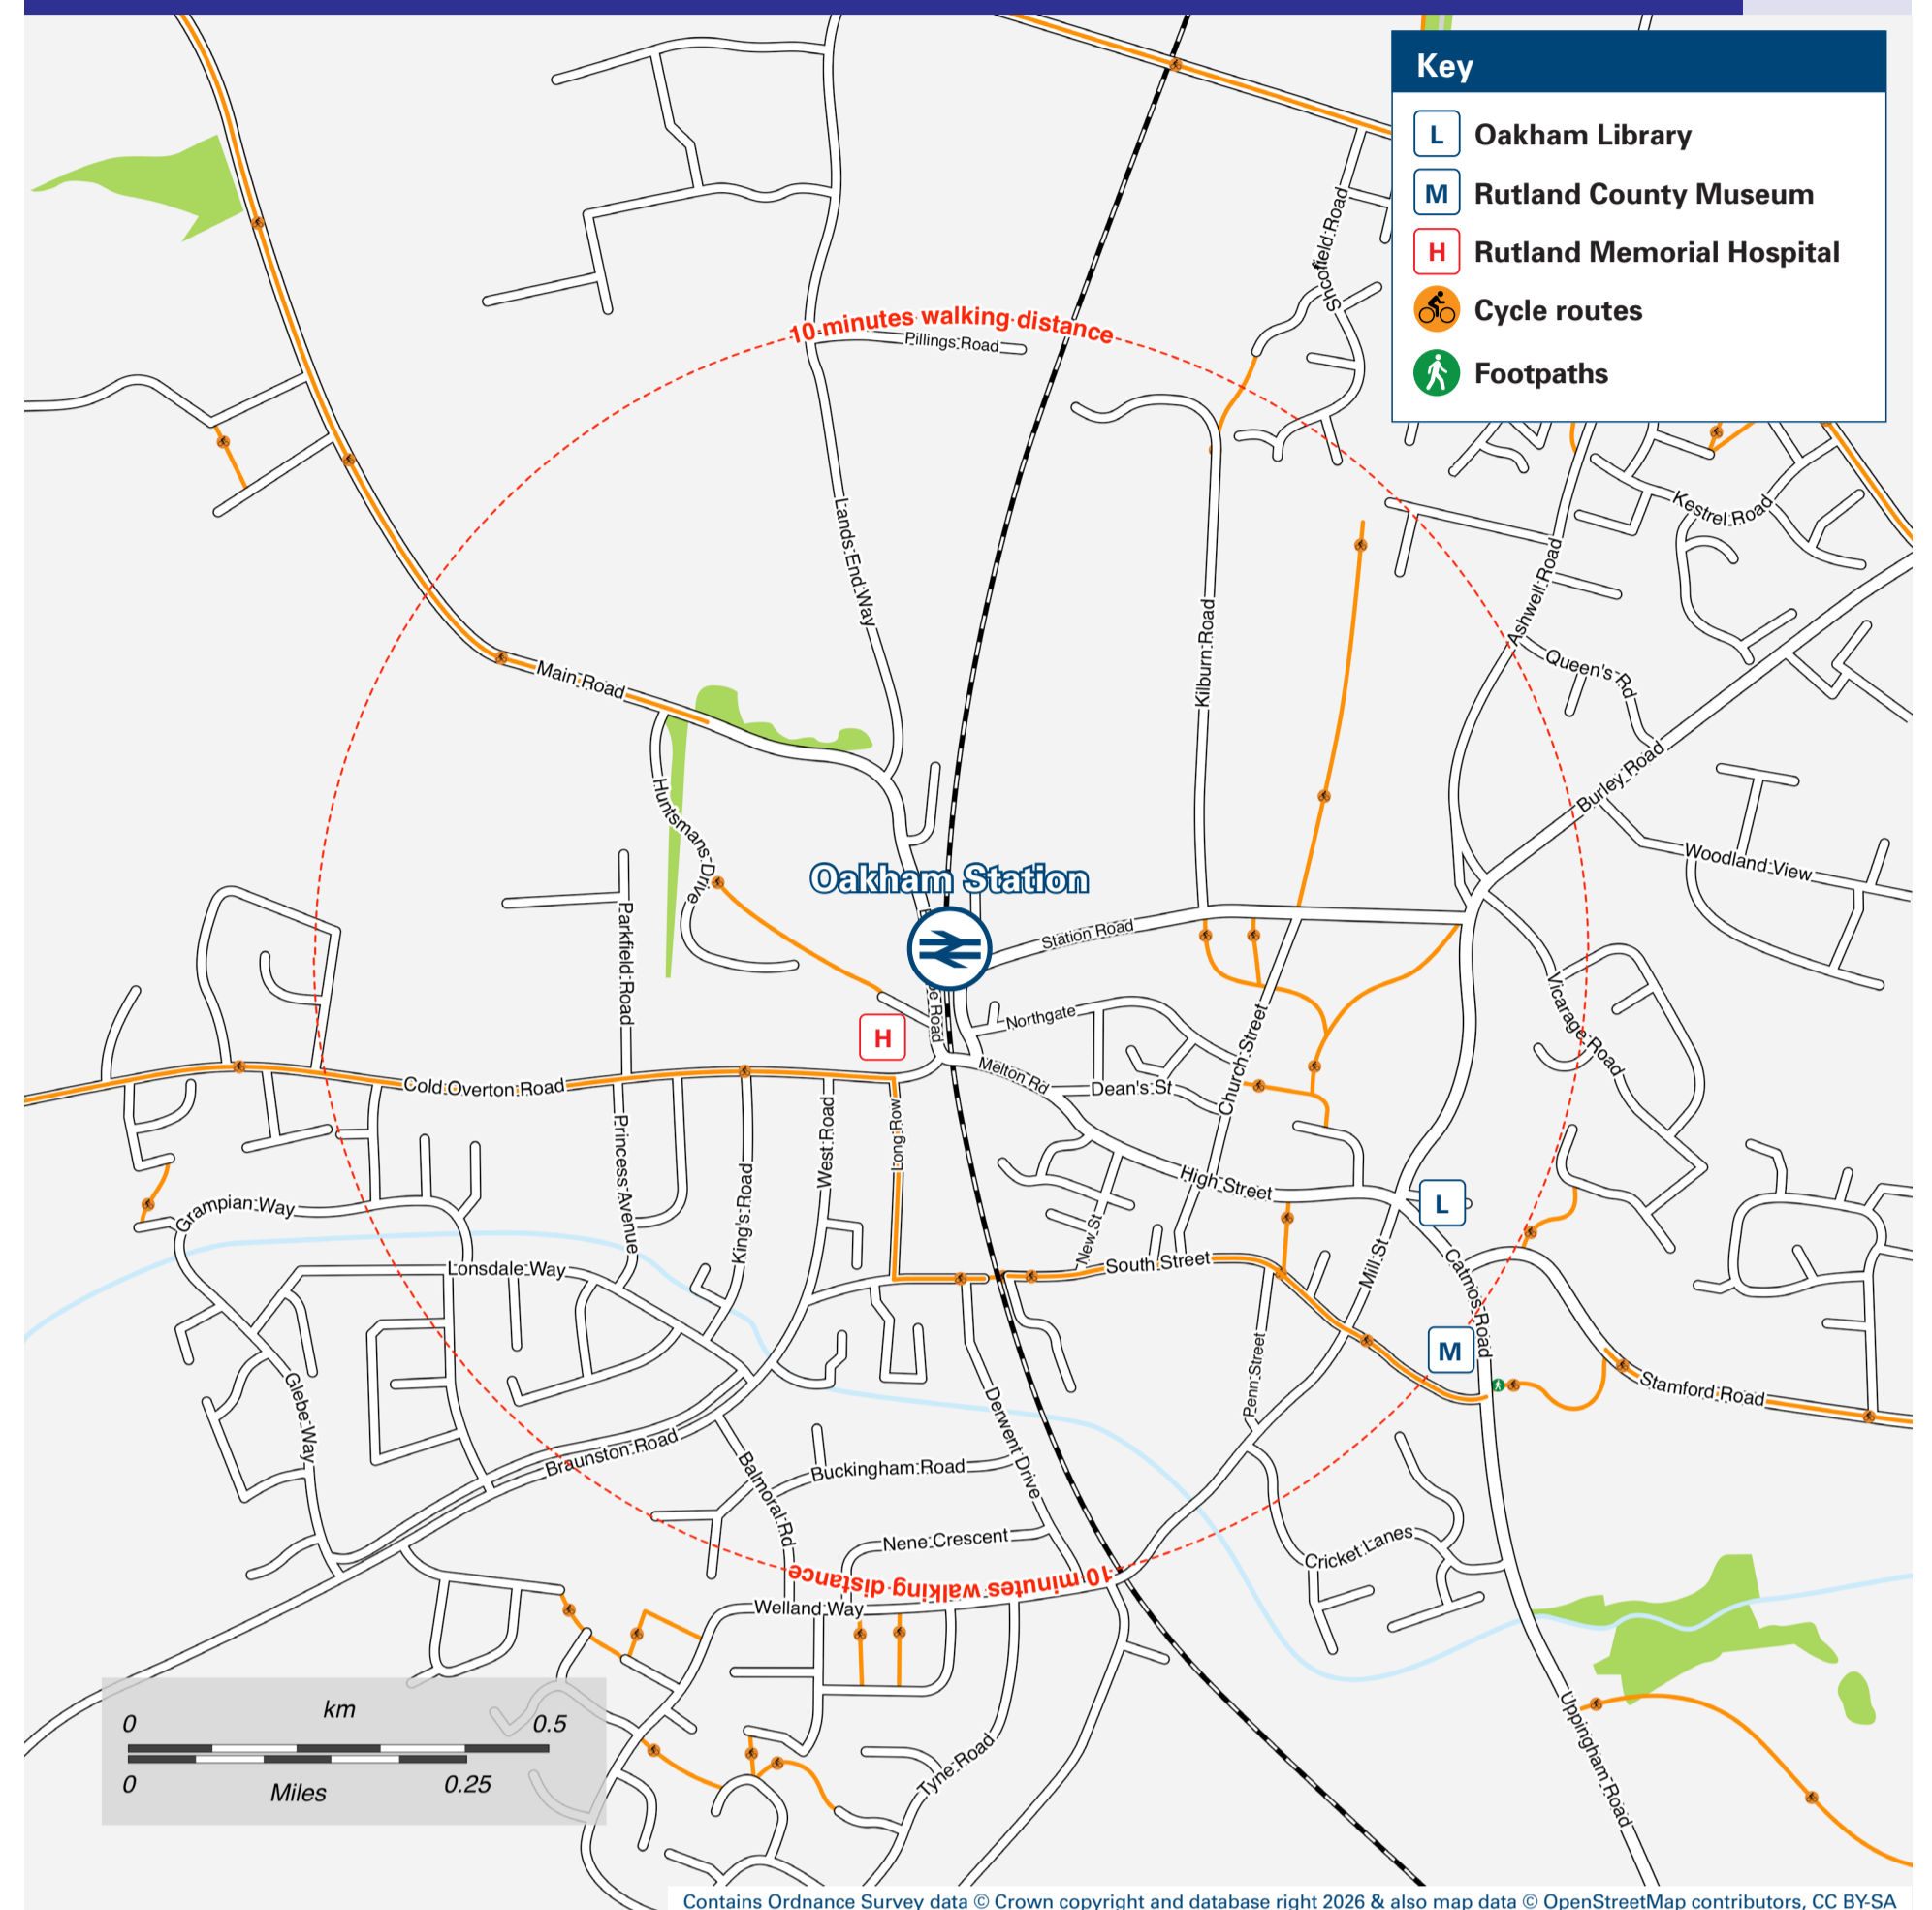 Key
L Oakham Library
M Rutland County Museum
H Rutland Memorial Hospital
Cycle routes
Footpaths
Shcofield Road
10 minutes walking distance
Pillings Road
Kestrel Road
Lands End Way
Ashwell Road
Kilburn Road
Queen's Rd
Main Road
Burley Road
Huntsmans Drive
Woodland View
Oakham Station
Parkfield Road
Station Road
Vicarage Road
Northgate
Church Street
H
Road
Melton Rd
Cold Overton Road
Dean's St
Long Row
West Road
Princess Avenue
King's Road
High Street
L
Grampian Way
New St
Mill St
South Street
Lonsdale Way
Catmos Road
M
Penn Street
Stamford Road
Glebe Way
Derwent Drive
Braunston Road
Balmoral Rd
Buckingham Road
Nene Crescent
Cricket Lanes
10 minutes walking distance
Welland Way
Uppingham Road
Tyne Road
km
0 0.5
0 0.25
Miles
Contains Ordnance Survey data © Crown copyright and database right 2026 & also map data © OpenStreetMap contributors, CC BY-SA